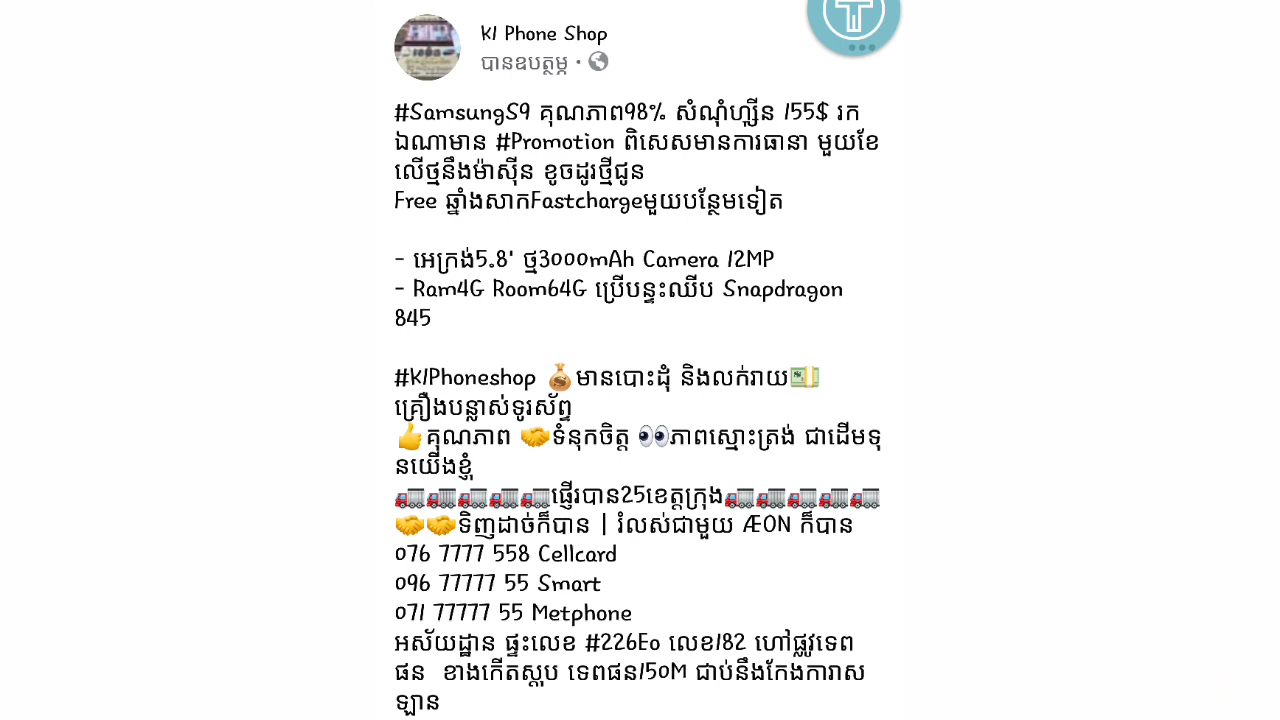 K1 Phone Shop
បានឧបត្ថម្ភ ·
#SamsungS9 គុណភាព98% សំណុំហ្ស៊ីន 155$ រក
ឯណាមាន #Promotion ពិសេសមានការធានា មួយខែ
លើថ្មនឹងម៉ាស៊ីន ខូចដូរថ្មីជូន
Free ឆ្នាំងសាកFastchargeមួយបន្ថែមទៀត
- អេក្រង់5.8' ថ្ម3000mAh Camera 12MP
- Ram4G Room64G ប្រើបន្ទះឈីប Snapdragon
845
#K1Phoneshop 💰មានបោះដុំ និងលក់រាយ💵
គ្រឿងបន្លាស់ទូរស័ព្ទ
👍គុណភាព 🤝ទំនុកចិត្ត 👀ភាពស្មោះត្រង់ ជាដើមទុ
នយើងខ្ញុំ
🚛🚛🚛🚛🚛ផ្ញើរបាន25ខេត្តក្រុង🚛🚛🚛🚛🚛
🤝🤝ទិញដាច់ក៏បាន | រំលស់ជាមួយ ÆON ក៏បាន
076 7777 558 Cellcard
096 77777 55 Smart
071 77777 55 Metphone
អស័យដ្ឋាន ផ្ទះលេខ #226Eo លេខ182 ហៅផ្លូវទេព
ផន  ខាងកើតស្តុប ទេពផន150M ជាប់នឹងកែងការាស
ឡាន